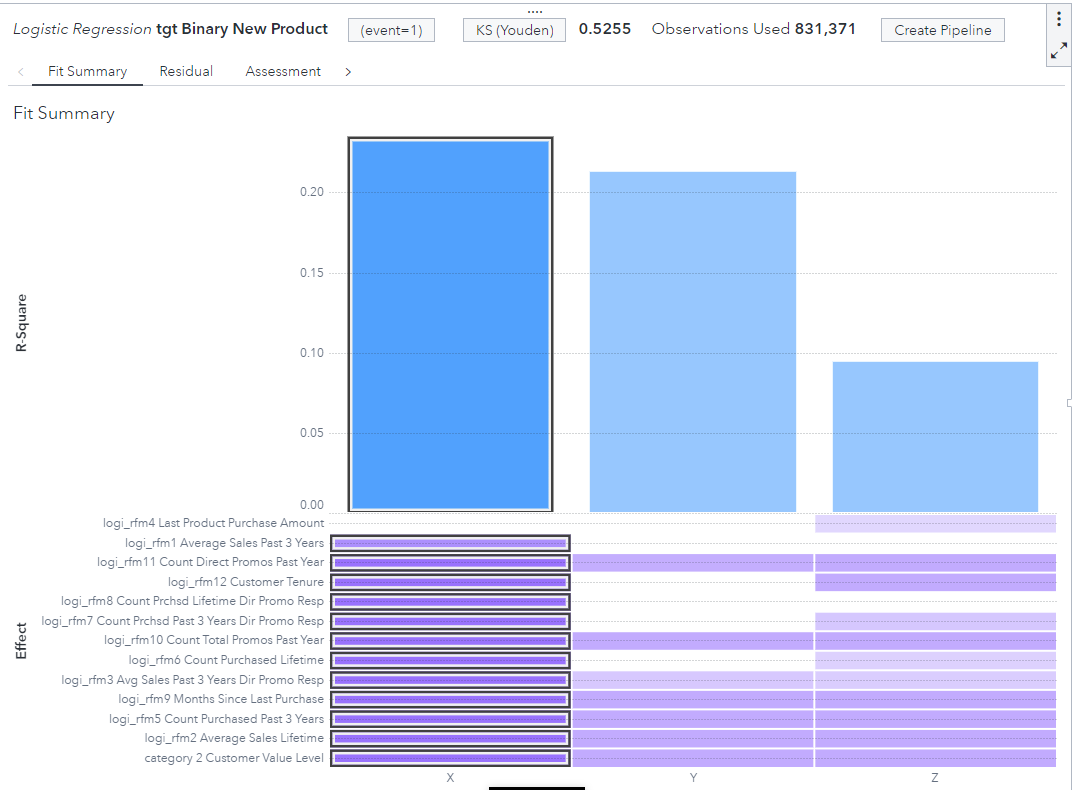 Logistic Regression tgt Binary New Product (event=1) KS (Youden) 0.5255 Observations Used 831,371 Create Pipeline
Fit Summary Residual Assessment
Fit Summary
R-Square
0.20
0.15
0.10
0.05
0.00
Effect
logi_rfm4 Last Product Purchase Amount
logi_rfm1 Average Sales Past 3 Years
logi_rfm11 Count Direct Promos Past Year
logi_rfm12 Customer Tenure
logi_rfm8 Count Prchsd Lifetime Dir Promo Resp
logi_rfm7 Count Prchsd Past 3 Years Dir Promo Resp
logi_rfm10 Count Total Promos Past Year
logi_rfm6 Count Purchased Lifetime
logi_rfm3 Avg Sales Past 3 Years Dir Promo Resp
logi_rfm9 Months Since Last Purchase
logi_rfm5 Count Purchased Past 3 Years
logi_rfm2 Average Sales Lifetime
category 2 Customer Value Level
X Y Z